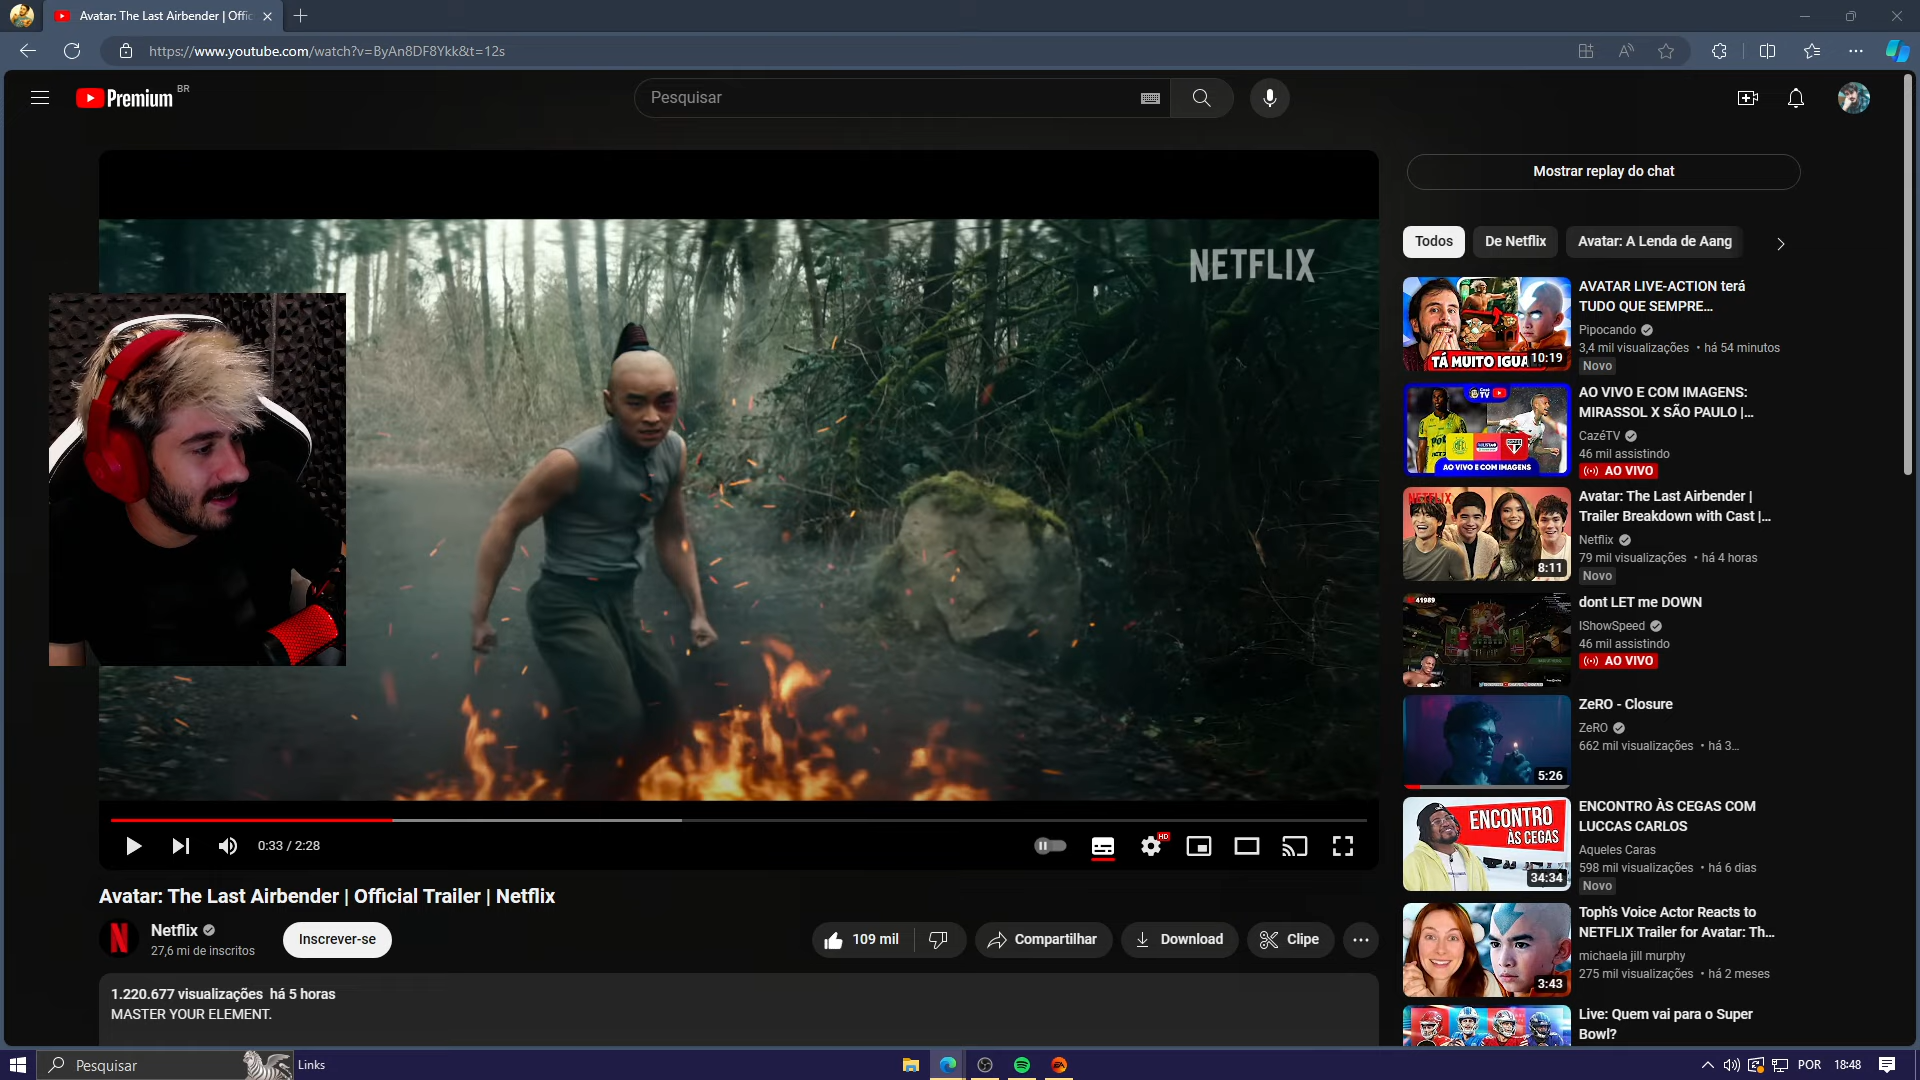 Avatar: The Last Airbender | Offic
https://www.youtube.com/watch?v=ByAn8DF8Ykk&t=12s
Premium BR
Pesquisar
Mostrar replay do chat
Todos
De Netflix
Avatar: A Lenda de Aang
NETFLIX
TÁ MUITO IGUA
10:19
AVATAR LIVE-ACTION terá
TUDO QUE SEMPRE...
Pipocando
3,4 mil visualizações • há 54 minutos
Novo
AO VIVO E COM IMAGENS
AO VIVO E COM IMAGENS:
MIRASSOL X SÃO PAULO |...
CazéTV
46 mil assistindo
AO VIVO
NETFLIX
8:11
Avatar: The Last Airbender |
Trailer Breakdown with Cast |...
Netflix
79 mil visualizações • há 4 horas
Novo
41989
dont LET me DOWN
IShowSpeed
46 mil assistindo
AO VIVO
5:26
ZeRO - Closure
ZeRO
662 mil visualizações • há 3...
ENCONTRO
ÀS CEGAS
34:34
ENCONTRO ÀS CEGAS COM
LUCCAS CARLOS
Aqueles Caras
598 mil visualizações • há 6 dias
Novo
3:43
Toph's Voice Actor Reacts to
NETFLIX Trailer for Avatar: Th...
michaela jill murphy
275 mil visualizações • há 2 meses
Live: Quem vai para o Super
Bowl?
0:33 / 2:28
HD
Avatar: The Last Airbender | Official Trailer | Netflix
Netflix
27,6 mi de inscritos
Inscrever-se
109 mil
Compartilhar
Download
Clipe
1.220.677 visualizações há 5 horas
MASTER YOUR ELEMENT.
Pesquisar
Links
POR
18:48